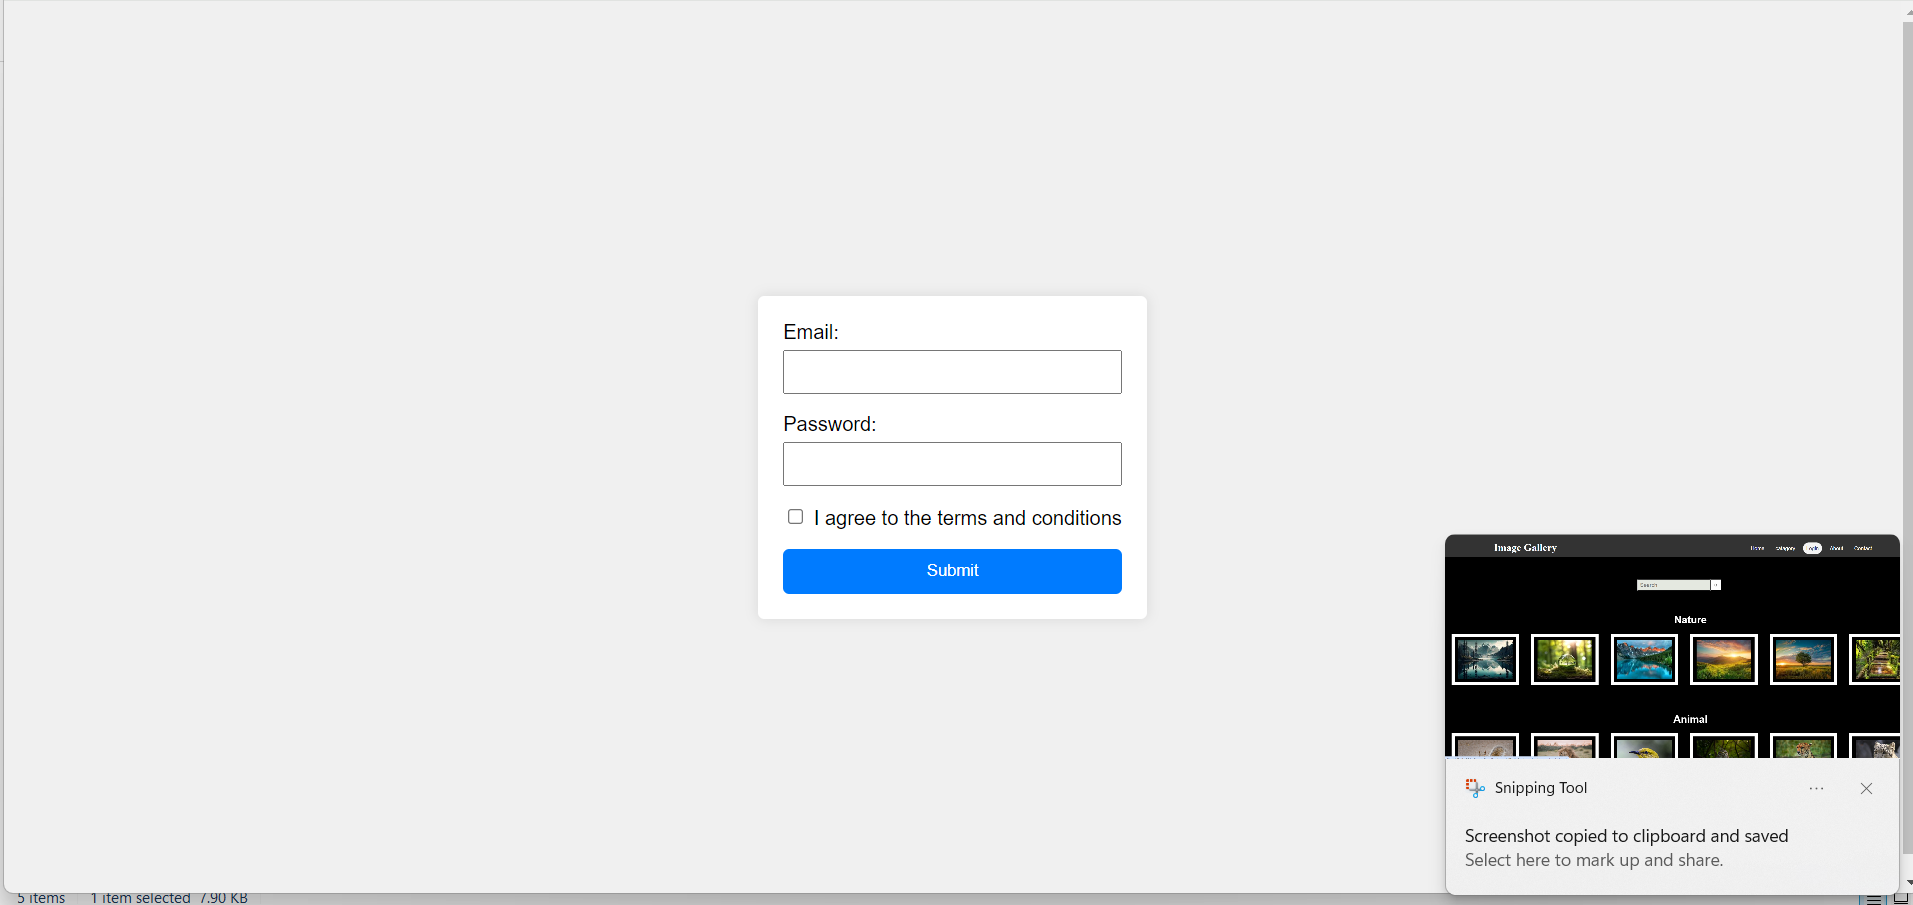 Email:
Password:
I agree to the terms and conditions
Submit
Image Gallery
Home catagory Login About Contact
Search
Nature
Animal
Snipping Tool
Screenshot copied to clipboard and saved
Select here to mark up and share.
5 items 1 item selected 7.90 KB